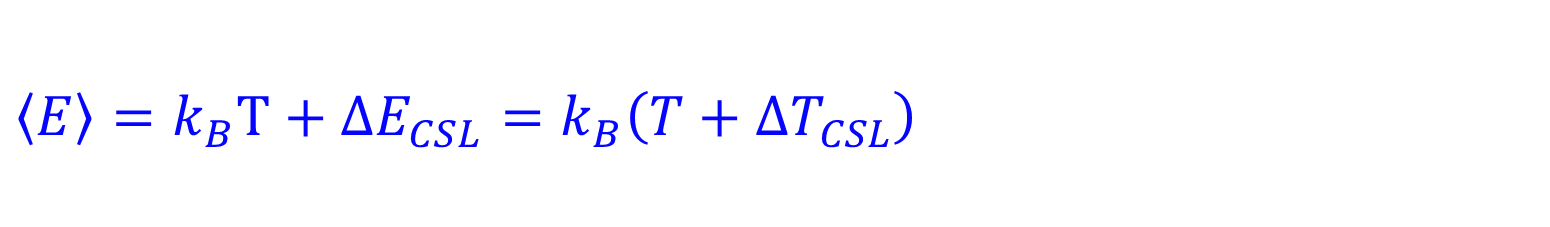 ⟨E⟩ = k_B T + ΔE_CSL = k_B(T + ΔT_CSL)